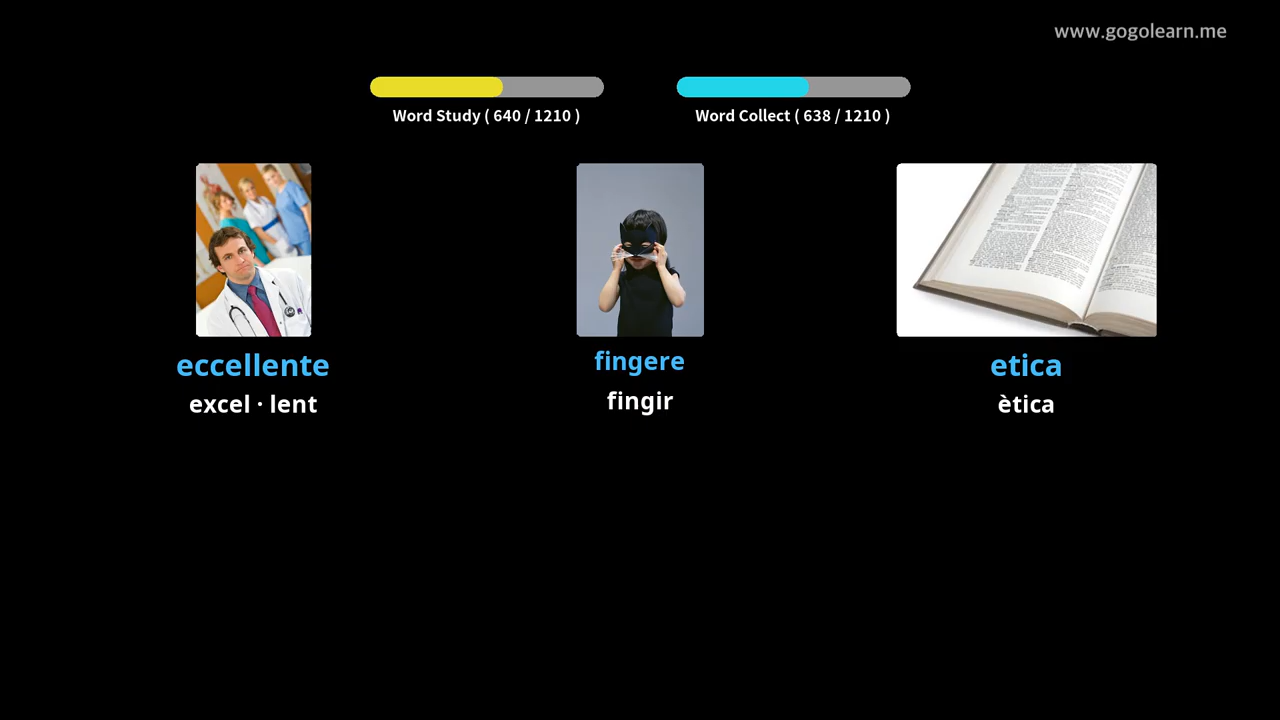 www.gogolearn.me
Word Study ( 640 / 1210 )
Word Collect ( 638 / 1210 )
eccellente
excel · lent
fingere
fingir
etica
ètica